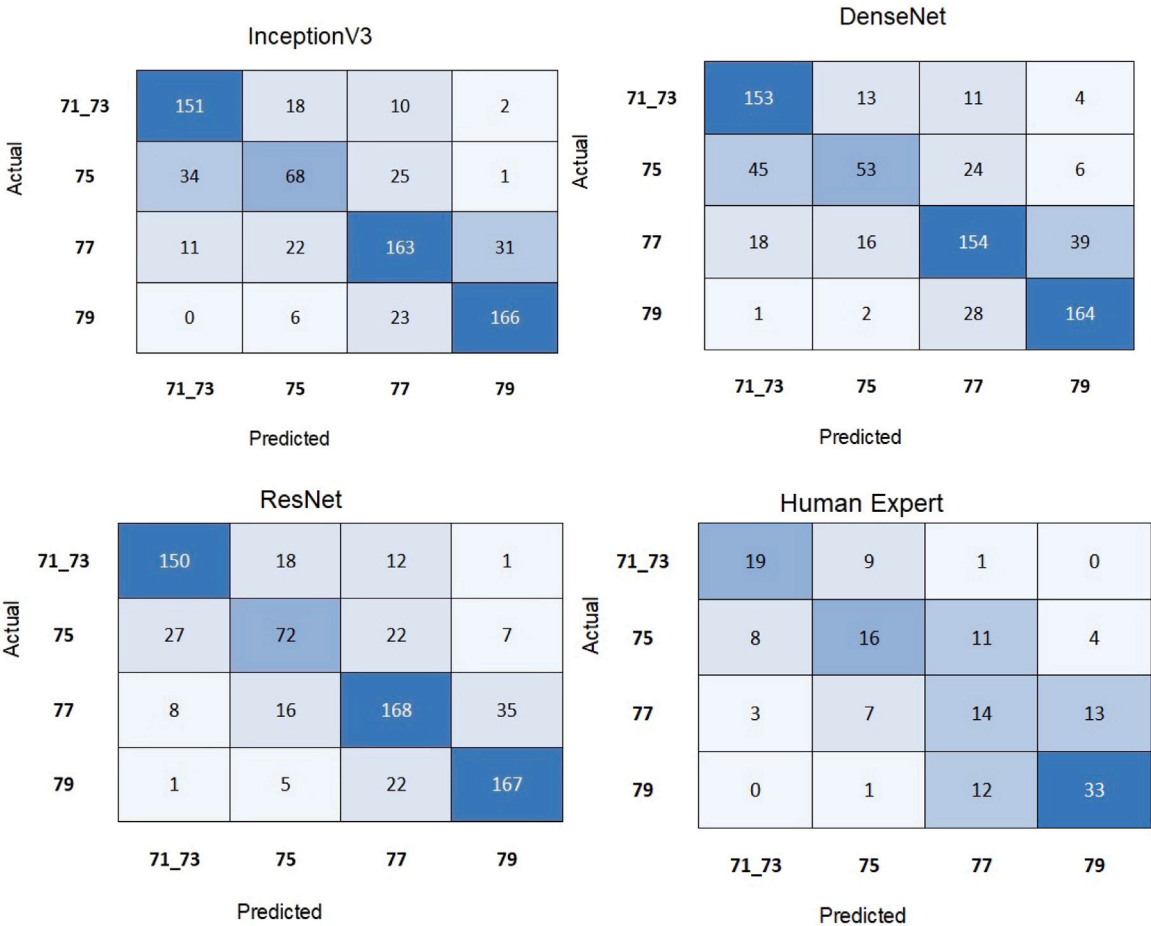 InceptionV3
Actual
71_73 151 18 10 2
75 34 68 25 1
77 11 22 163 31
79 0 6 23 166
71_73 75 77 79
Predicted
DenseNet
Actual
71_73 153 13 11 4
75 45 53 24 6
77 18 16 154 39
79 1 2 28 164
71_73 75 77 79
Predicted
ResNet
Actual
71_73 150 18 12 1
75 27 72 22 7
77 8 16 168 35
79 1 5 22 167
71_73 75 77 79
Predicted
Human Expert
Actual
71_73 19 9 1 0
75 8 16 11 4
77 3 7 14 13
79 0 1 12 33
71_73 75 77 79
Predicted